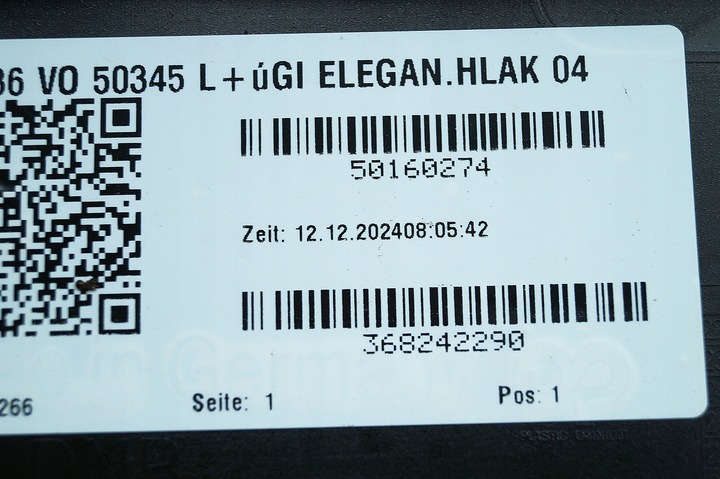 36 VO 50345 L+úGI ELEGAN.HLAK 04
50160274
Zeit: 12.12.202408:05:42
368242290
266
Seite: 1
Pos: 1